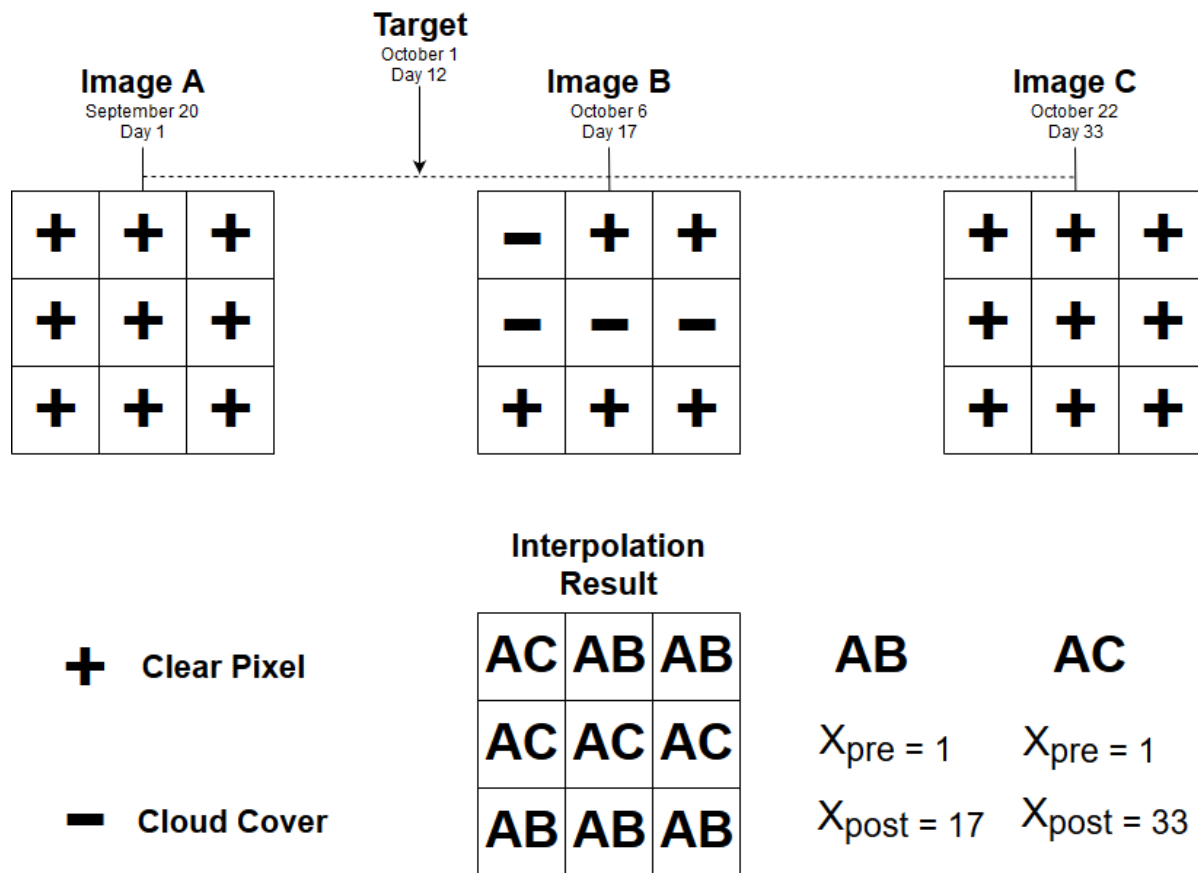 Target
October 1
Day 12
Image A
September 20
Day 1
Image B
October 6
Day 17
Image C
October 22
Day 33
+ + +
+ + +
+ + +
− + +
− − −
+ + +
+ + +
+ + +
+ + +
Interpolation
Result
+ Clear Pixel
− Cloud Cover
AC AB AB
AC AC AC
AB AB AB
AB
Xpre = 1
Xpost = 17
AC
Xpre = 1
Xpost = 33